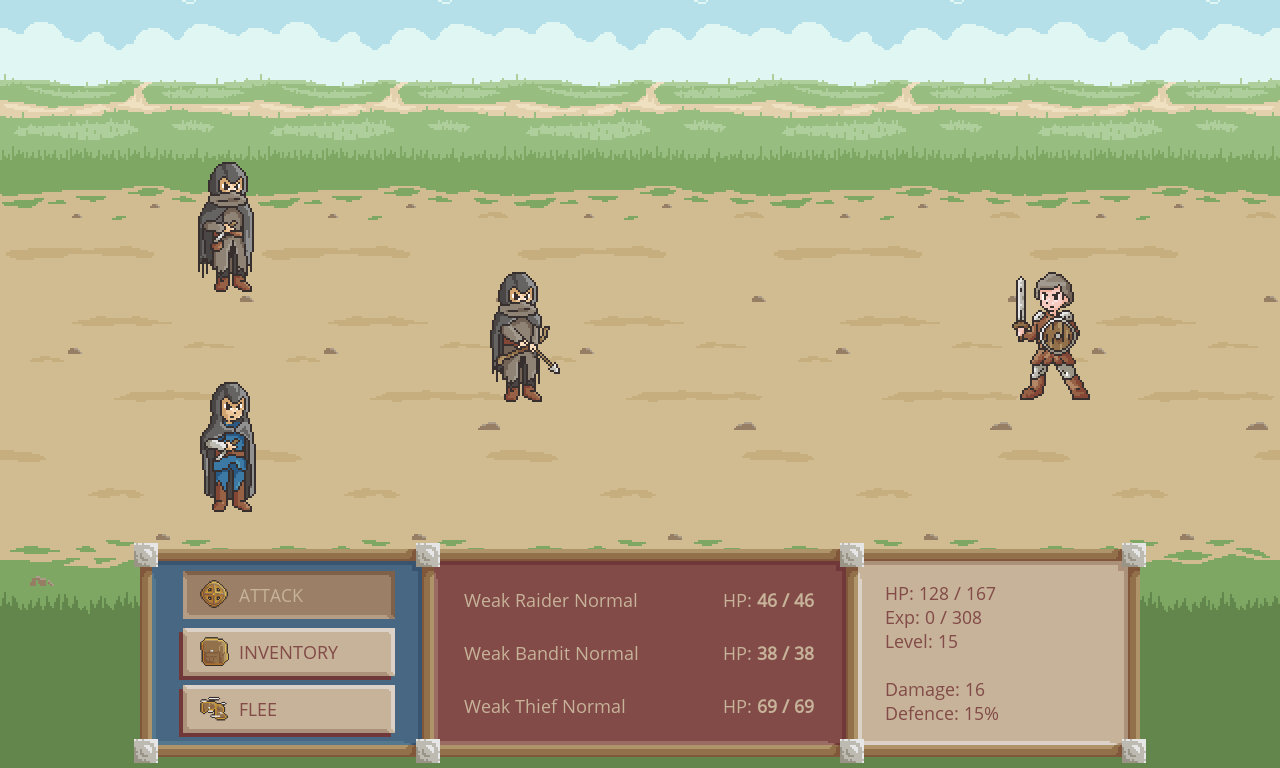 ATTACK
INVENTORY
FLEE
Weak Raider Normal HP: 46 / 46
Weak Bandit Normal HP: 38 / 38
Weak Thief Normal HP: 69 / 69
HP: 128 / 167
Exp: 0 / 308
Level: 15
Damage: 16
Defence: 15%